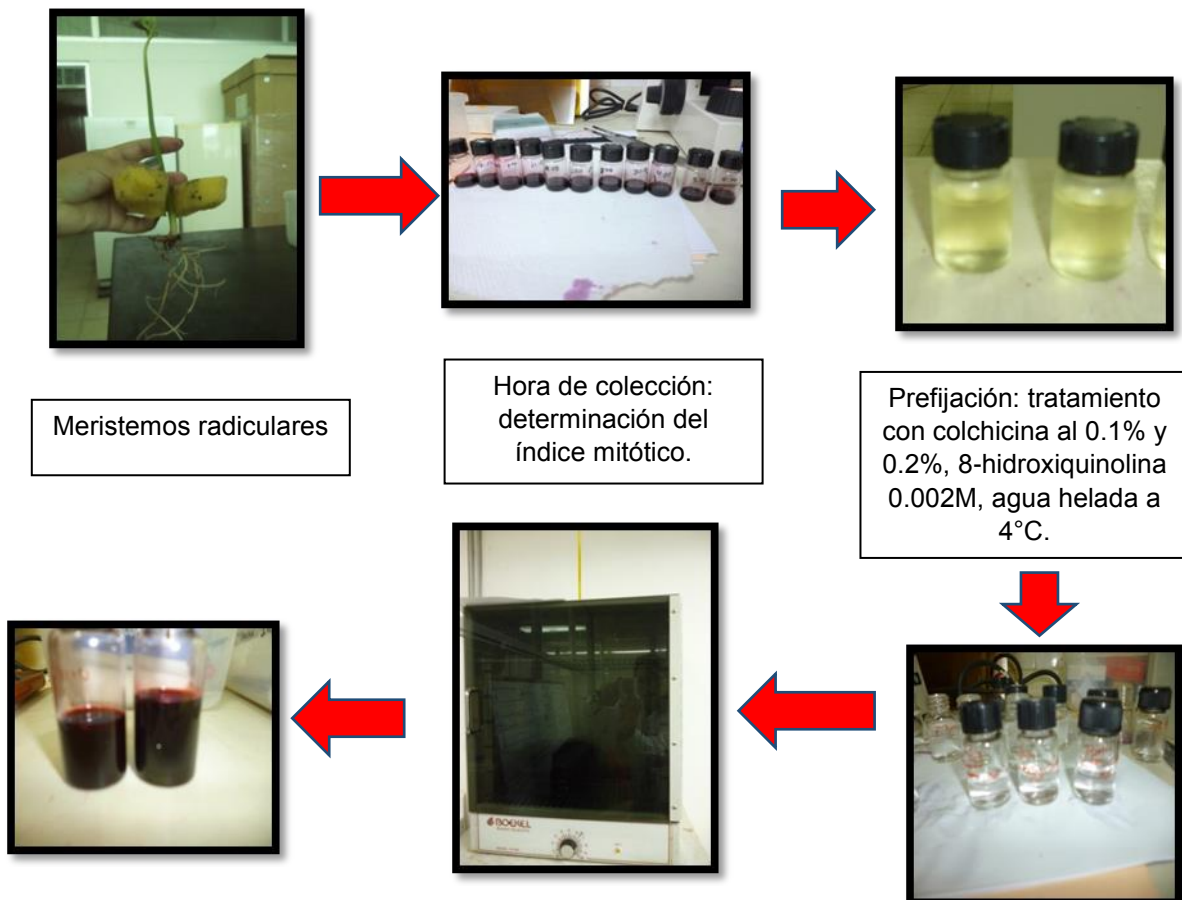 Meristemos radiculares
Hora de colección:
determinación del
índice mitótico.
Prefijación: tratamiento
con colchicina al 0.1% y
0.2%, 8-hidroxiquinolina
0.002M, agua helada a
4°C.
BOEKEL